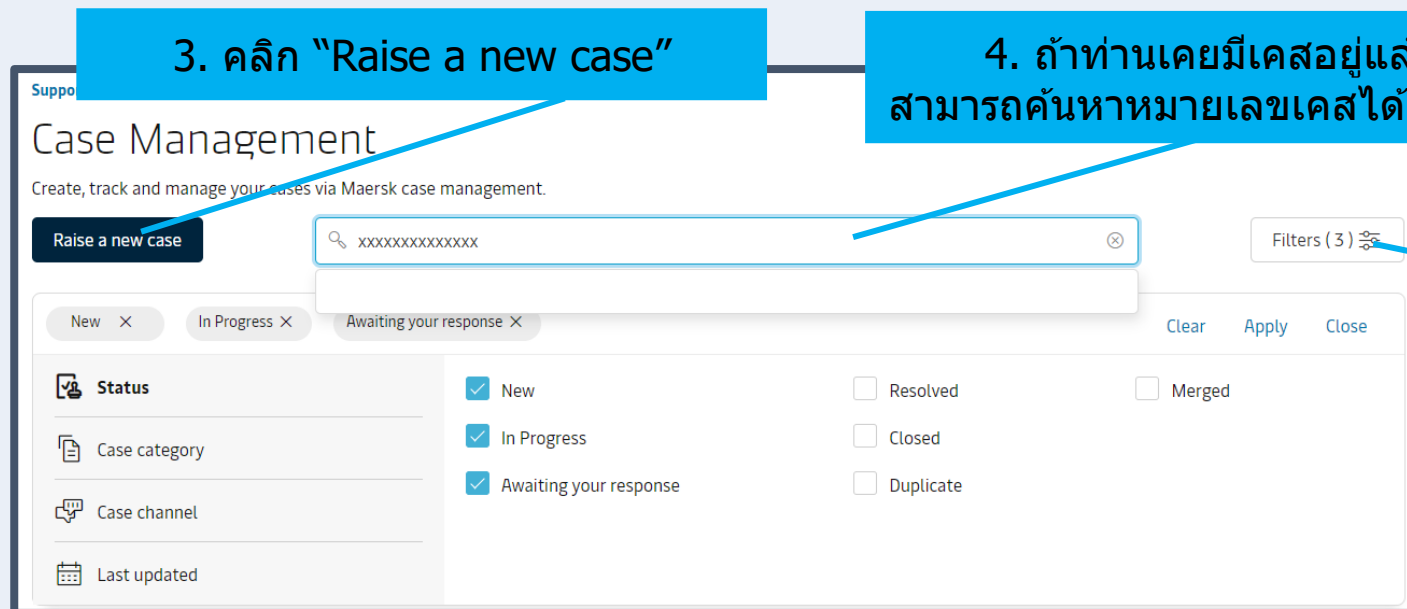 3. คลิก “Raise a new case”
4. ถ้าท่านเคยมีเคสอยู่
สามารถค้นหาหมายเลขเคสได้
Case Management
Create, track and manage your cases via Maersk case management.
Raise a new case
xxxxxxxxxxxxxx
Filters ( 3 )
New
In Progress
Awaiting your response
Clear Apply Close
Status
New
Resolved
Merged
Case category
In Progress
Closed
Awaiting your response
Duplicate
Case channel
Last updated